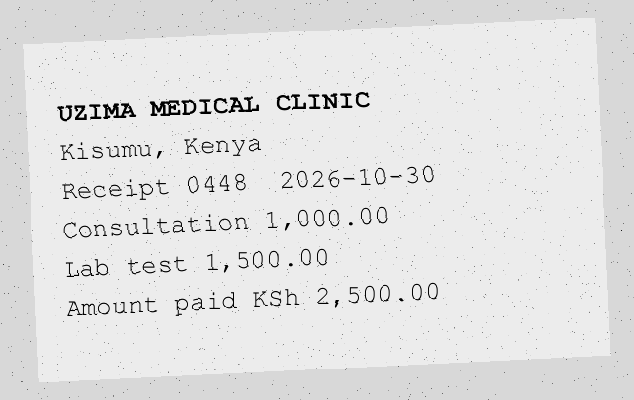 UZIMA MEDICAL CLINIC
Kisumu, Kenya
Receipt 0448  2026-10-30
Consultation 1,000.00
Lab test 1,500.00
Amount paid KSh 2,500.00